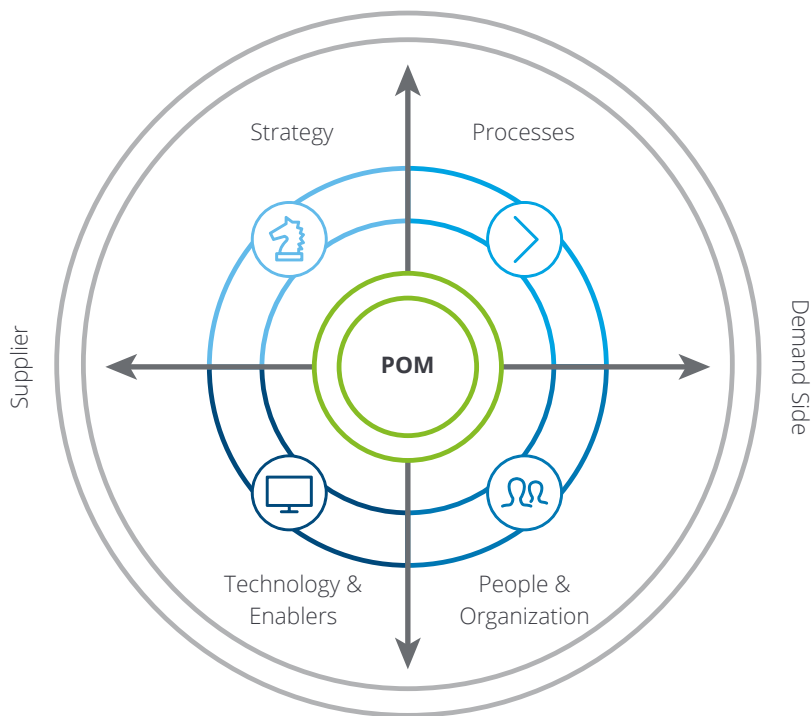 Strategy
Processes
Supplier
POM
Demand Side
Technology &
Enablers
People &
Organization